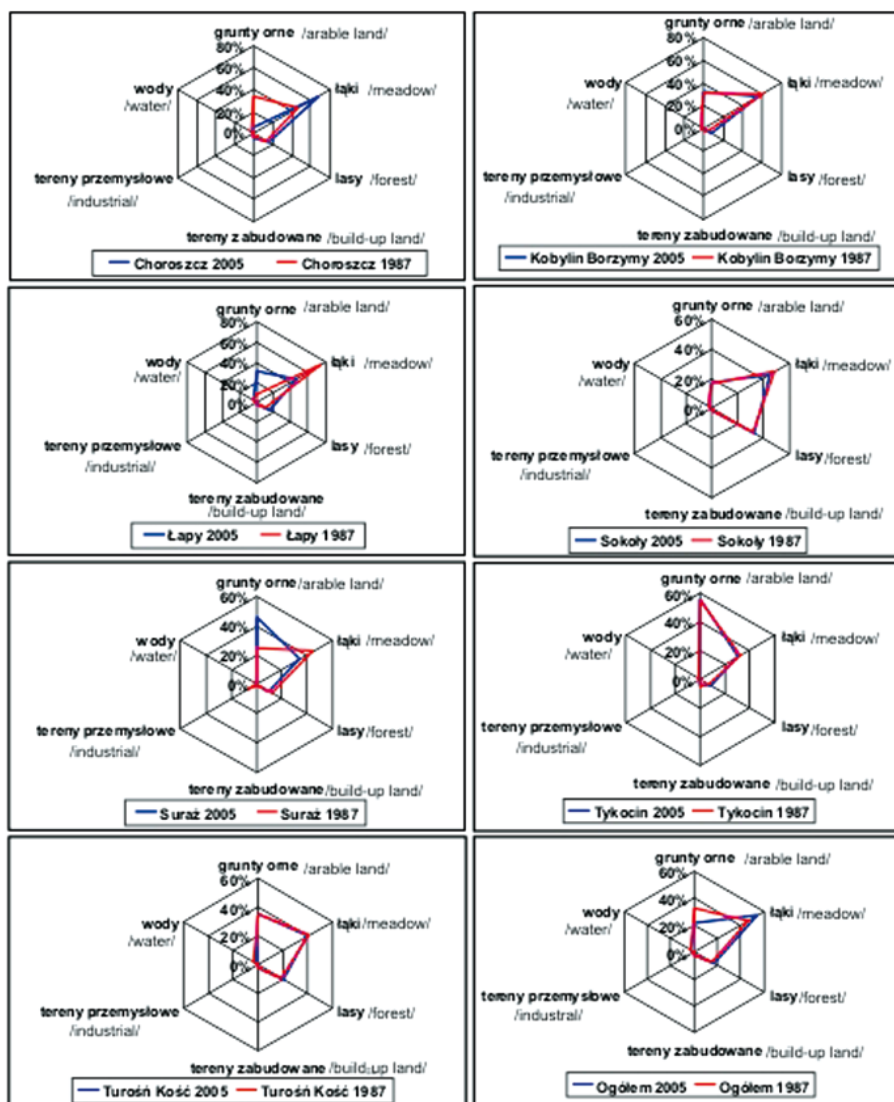 grunty orne /arable land/
80%
60%
wody
łąki /meadow/
40%
/water/
20%
0%
tereny przemysłowe
lasy /forest/
/industrial/
tereny zabudowane /build-up land/
Choroszcz 2005 Choroszcz 1987
grunty orne /arable land/
80%
60%
wody
łąki /meadow/
40%
/water/
20%
0%
tereny przemysłowe
lasy /forest/
/industrial/
tereny zabudowane /build-up land/
Kobylin Borzymy 2005 Kobylin Borzymy 1987
grunty orne /arable land/
80%
60%
wody
łąki /meadow/
40%
/water/
20%
0%
tereny przemysłowe
lasy /forest/
/industrial/
tereny zabudowane
/build-up land/
Łapy 2005 Łapy 1987
grunty orne /arable land/
60%
40%
wody
łąki /meadow/
/water/
20%
0%
tereny przemysłowe
lasy /forest/
/industrial/
tereny zabudowane /build-up land/
Sokoły 2005 Sokoły 1987
grunty orne /arable land/
60%
40%
wody
łąki /meadow/
/water/
20%
0%
tereny przemysłowe
lasy /forest/
/industrial/
tereny zabudowane /build-up land/
Suraż 2005 Suraż 1987
grunty orne /arable land/
60%
40%
wody
łąki /meadow/
/water/
20%
0%
tereny przemysłowe
lasy /forest/
/industrial/
tereny zabudowane /build-up land/
Tykocin 2005 Tykocin 1987
grunty orne /arable land/
60%
40%
wody
łąki /meadow/
/water/
20%
0%
tereny przemysłowe
lasy /forest/
/industrial/
tereny zabudowane /build-up land/
Turośń Kość 2005 Turośń Kość 1987
grunty orne /arable land/
60%
40%
wody
łąki /meadow/
/water/
20%
0%
tereny przemysłowe
lasy /forest/
/industrial/
tereny zabudowane /build-up land/
Ogółem 2005 Ogółem 1987